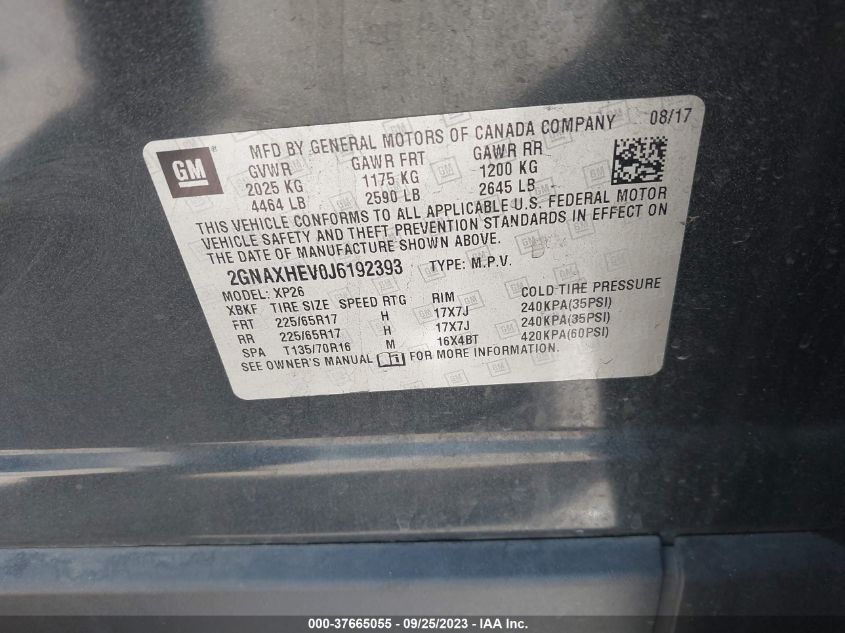 GM
MFD BY GENERAL MOTORS OF CANADA COMPANY 08/17
GVWR GAWR FRT GAWR RR
2025 KG 1175 KG 1200 KG
4464 LB 2590 LB 2645 LB
THIS VEHICLE CONFORMS TO ALL APPLICABLE U.S. FEDERAL MOTOR
VEHICLE SAFETY AND THEFT PREVENTION STANDARDS IN EFFECT ON
THE DATE OF MANUFACTURE SHOWN ABOVE.
2GNAXHEV0J6192393 TYPE: M.P.V.
MODEL: XP26
XBKF TIRE SIZE SPEED RTG RIM COLD TIRE PRESSURE
FRT 225/65R17 H 17X7J 240KPA(35PSI)
RR 225/65R17 H 17X7J 240KPA(35PSI)
SPA T135/70R16 M 16X4BT 420KPA(60PSI)
SEE OWNER'S MANUAL FOR MORE INFORMATION.
000-37665055 - 09/25/2023 - IAA Inc.